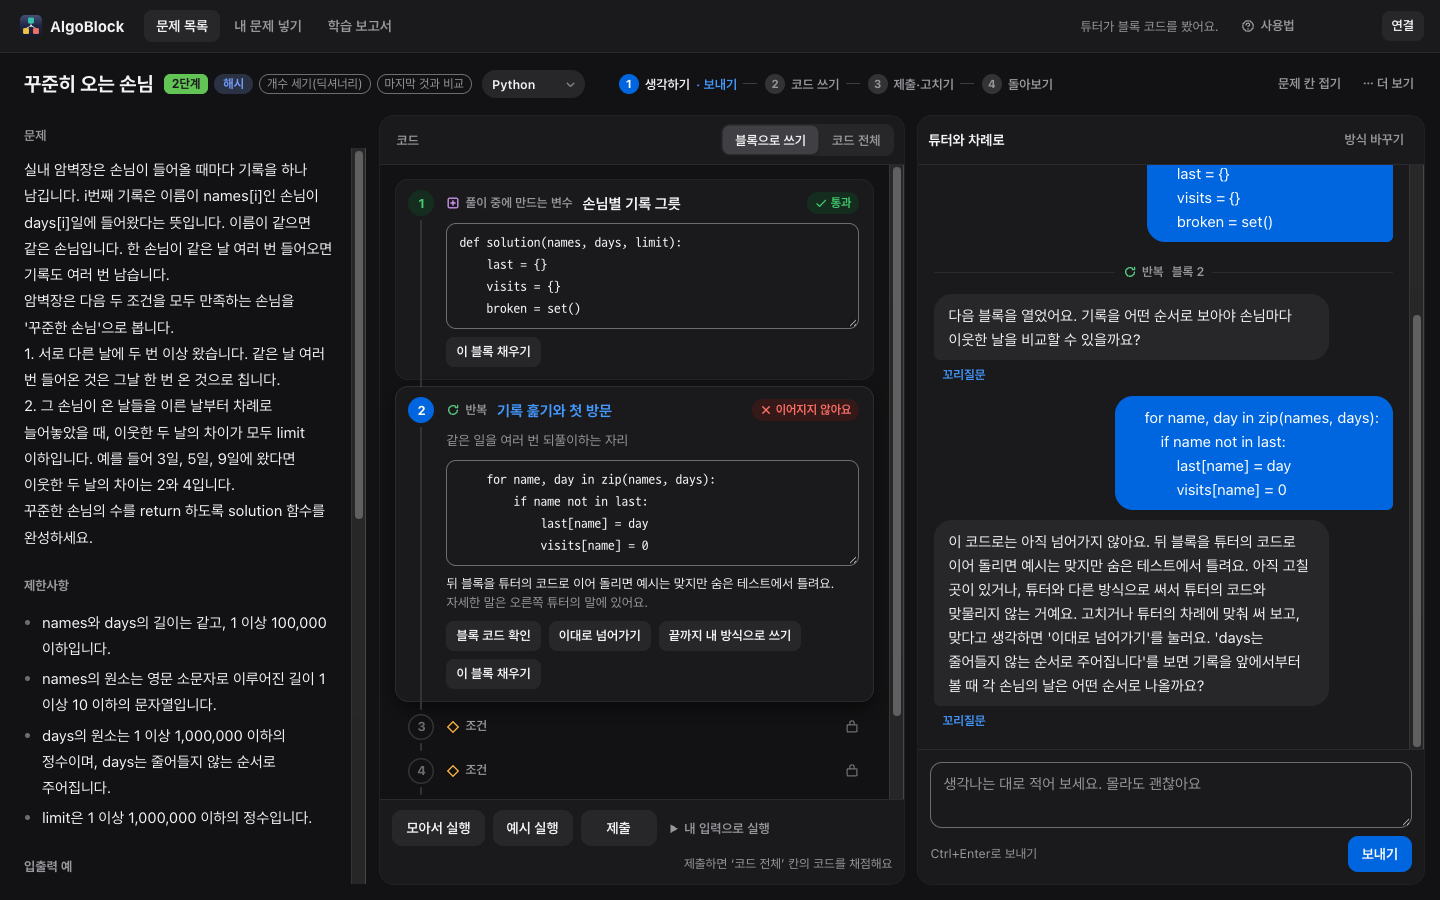 AlgoBlock
문제 목록
내 문제 넣기
학습 보고서
튜터가 블록 코드를 봤어요.
사용법
연결
꾸준히 오는 손님
2단계
해시
개수 세기(딕셔너리)
마지막 것과 비교
Python
1 생각하기 · 보내기
2 코드 쓰기
3 제출·고치기
4 돌아보기
문제 칸 접기
··· 더 보기
문제
실내 암벽장은 손님이 들어올 때마다 기록을 하나
남깁니다. i번째 기록은 이름이 names[i]인 손님이
days[i]일에 들어왔다는 뜻입니다. 이름이 같으면
같은 손님입니다. 한 손님이 같은 날 여러 번 들어오면
기록도 여러 번 남습니다.
암벽장은 다음 두 조건을 모두 만족하는 손님을
'꾸준한 손님'으로 봅니다.
1. 서로 다른 날에 두 번 이상 왔습니다. 같은 날 여러
번 들어온 것은 그날 한 번 온 것으로 칩니다.
2. 그 손님이 온 날들을 이른 날부터 차례로
늘어놓았을 때, 이웃한 두 날의 차이가 모두 limit
이하입니다. 예를 들어 3일, 5일, 9일에 왔다면
이웃한 두 날의 차이는 2와 4입니다.
꾸준한 손님의 수를 return 하도록 solution 함수를
완성하세요.
제한사항
• names와 days의 길이는 같고, 1 이상 100,000
이하입니다.
• names의 원소는 영문 소문자로 이루어진 길이 1
이상 10 이하의 문자열입니다.
• days의 원소는 1 이상 1,000,000 이하의
정수이며, days는 줄어들지 않는 순서로
주어집니다.
• limit은 1 이상 1,000,000 이하의 정수입니다.
입출력 예
코드
블록으로 쓰기
코드 전체
1
풀이 중에 만드는 변수 손님별 기록 그릇
통과
def solution(names, days, limit):
last = {}
visits = {}
broken = set()
이 블록 채우기
2
반복 기록 훑기와 첫 방문
이어지지 않아요
같은 일을 여러 번 되풀이하는 자리
for name, day in zip(names, days):
if name not in last:
last[name] = day
visits[name] = 0
뒤 블록을 튜터의 코드로 이어 돌리면 예시는 맞지만 숨은 테스트에서 틀려요.
자세한 말은 오른쪽 튜터의 말에 있어요.
블록 코드 확인
이대로 넘어가기
끝까지 내 방식으로 쓰기
이 블록 채우기
3 조건
4 조건
모아서 실행
예시 실행
제출
▶ 내 입력으로 실행
제출하면 ‘코드 전체’ 칸의 코드를 채점해요
튜터와 차례로
방식 바꾸기
last = {}
visits = {}
broken = set()
반복 블록 2
다음 블록을 열었어요. 기록을 어떤 순서로 보아야 손님마다
이웃한 날을 비교할 수 있을까요?
꼬리질문
for name, day in zip(names, days):
if name not in last:
last[name] = day
visits[name] = 0
이 코드로는 아직 넘어가지 않아요. 뒤 블록을 튜터의 코드로
이어 돌리면 예시는 맞지만 숨은 테스트에서 틀려요. 아직 고칠
곳이 있거나, 튜터와 다른 방식으로 써서 튜터의 코드와
맞물리지 않는 거예요. 고치거나 튜터의 차례에 맞춰 써 보고,
맞다고 생각하면 '이대로 넘어가기'를 눌러요. 'days는
줄어들지 않는 순서로 주어집니다'를 보면 기록을 앞에서부터
볼 때 각 손님의 날은 어떤 순서로 나올까요?
꼬리질문
생각나는 대로 적어 보세요. 몰라도 괜찮아요
Ctrl+Enter로 보내기
보내기